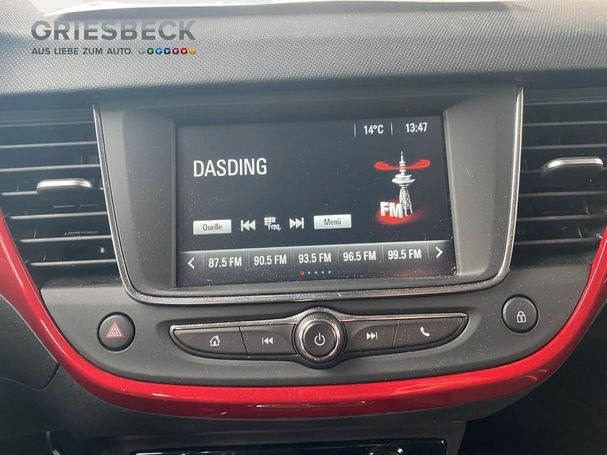 GRIESBECK
AUS LIEBE ZUM AUTO.
14°C 13:47
DASDING
FM
Quelle Freq. Menü
87.5 FM 90.5 FM 93.5 FM 96.5 FM 99.5 FM